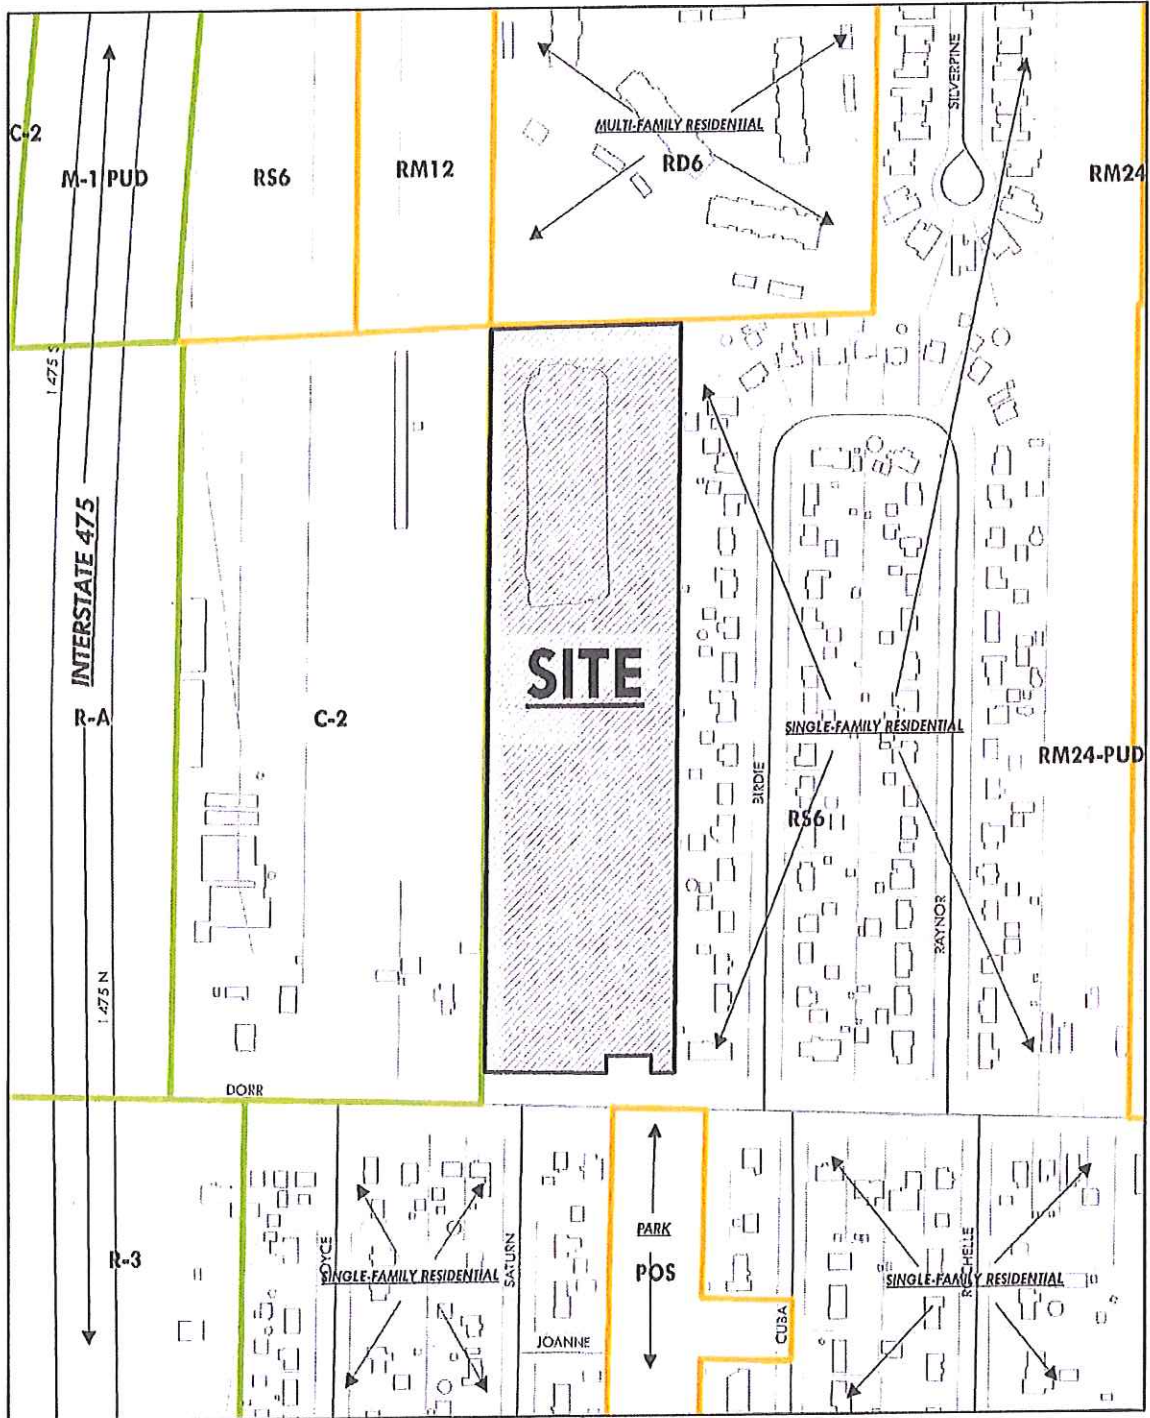 SILVERPINE
C-2
MULTI-FAMILY RESIDENTIAL
M-1 PUD
RS6
RM12
RD6
RM24
I 475 S
INTERSTATE 475
SITE
R-A
C-2
SINGLE-FAMILY RESIDENTIAL
RM24-PUD
BIRDIE
RS6
RAYNOR
I 475 N
DORR
PARK
R-3
SINGLE-FAMILY RESIDENTIAL
SATURN
POS
SINGLE-FAMILY RESIDENTIAL
JOANNE
CUBA